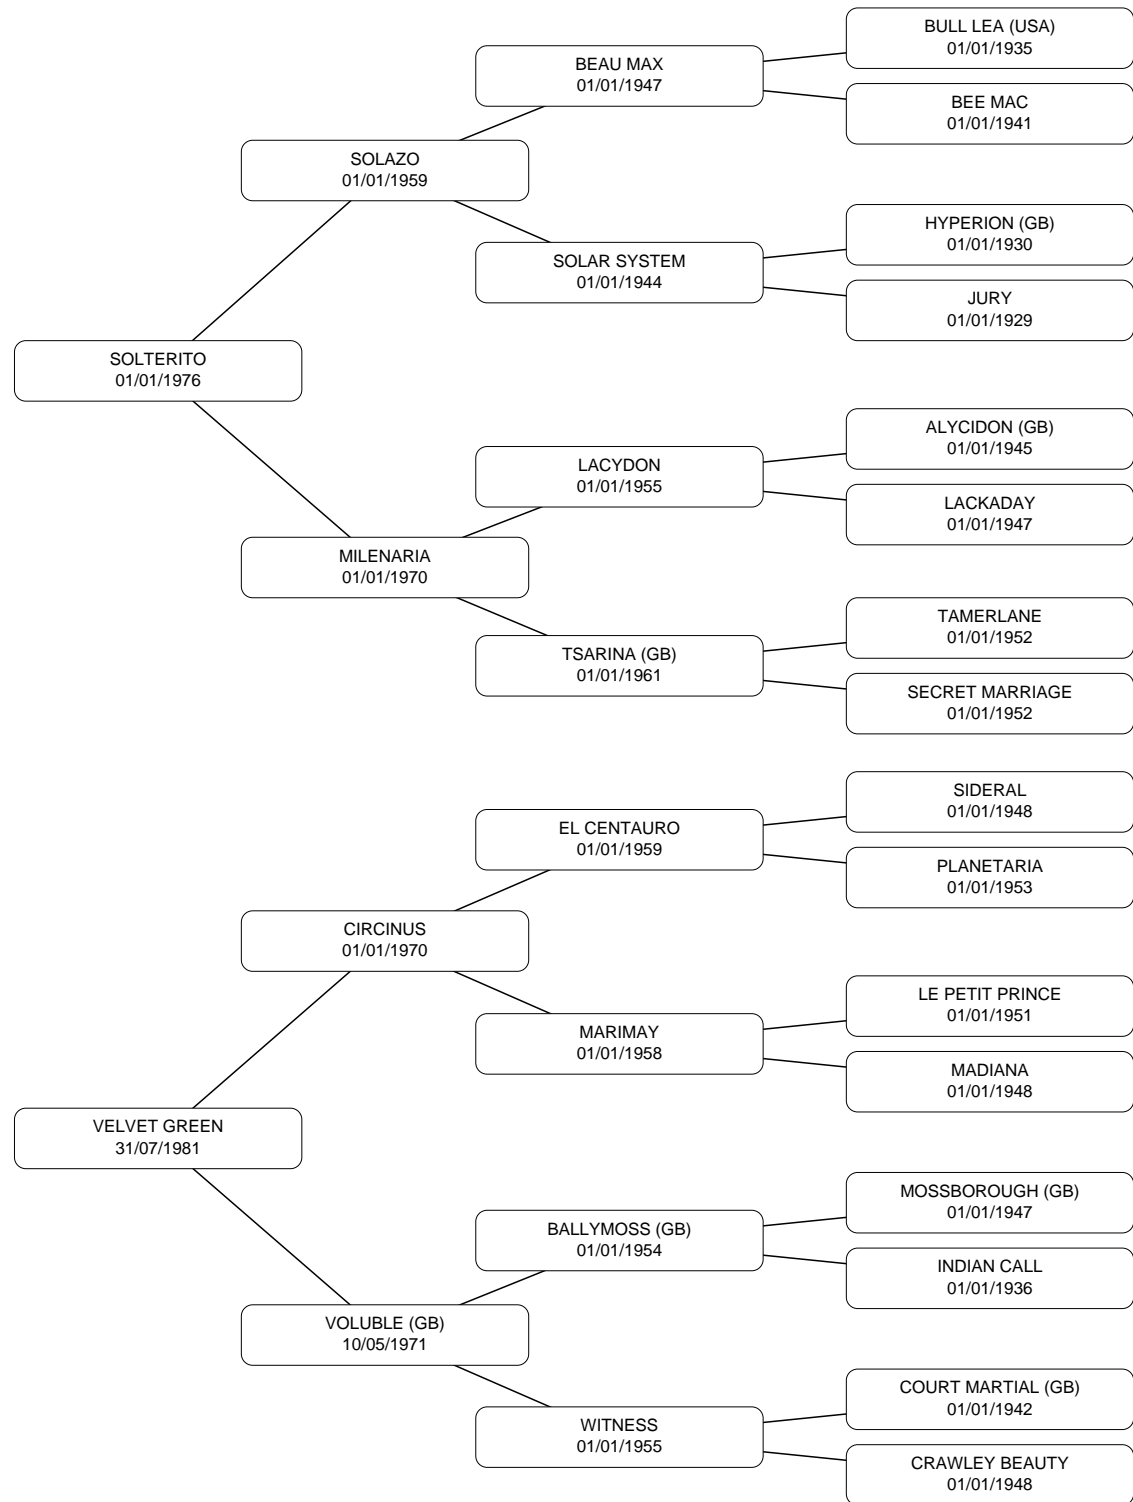 BULL LEA (USA)
01/01/1935
BEAU MAX
01/01/1947
BEE MAC
01/01/1941
SOLAZO
01/01/1959
HYPERION (GB)
01/01/1930
SOLAR SYSTEM
01/01/1944
JURY
01/01/1929
SOLTERITO
01/01/1976
ALYCIDON (GB)
01/01/1945
LACYDON
01/01/1955
LACKADAY
01/01/1947
MILENARIA
01/01/1970
TAMERLANE
01/01/1952
TSARINA (GB)
01/01/1961
SECRET MARRIAGE
01/01/1952
SIDERAL
01/01/1948
EL CENTAURO
01/01/1959
PLANETARIA
01/01/1953
CIRCINUS
01/01/1970
LE PETIT PRINCE
01/01/1951
MARIMAY
01/01/1958
MADIANA
01/01/1948
VELVET GREEN
31/07/1981
MOSSBOROUGH (GB)
01/01/1947
BALLYMOSS (GB)
01/01/1954
INDIAN CALL
01/01/1936
VOLUBLE (GB)
10/05/1971
COURT MARTIAL (GB)
01/01/1942
WITNESS
01/01/1955
CRAWLEY BEAUTY
01/01/1948